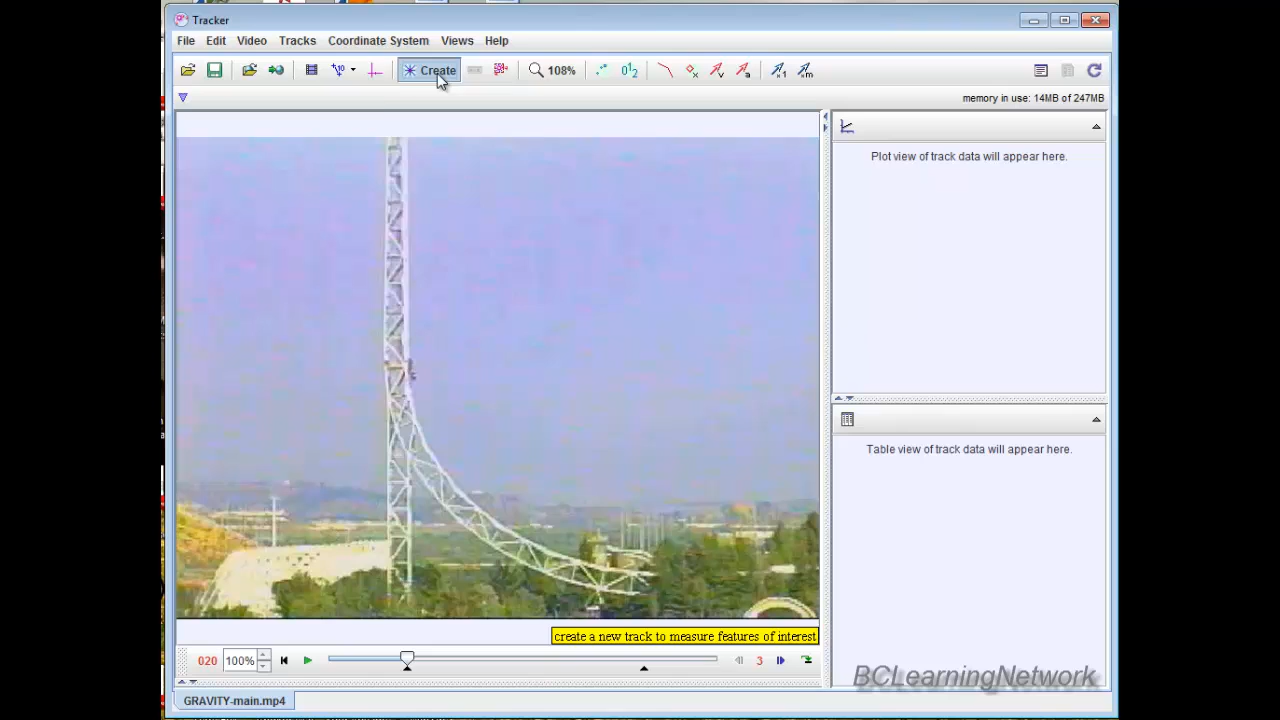 Tracker
File Edit Video Tracks Coordinate System Views Help
Create 108%
memory in use: 14MB of 247MB
Plot view of track data will appear here.
Table view of track data will appear here.
create a new track to measure features of interest
020 100% 3
BCLearningNetwork
GRAVITY-main.mp4